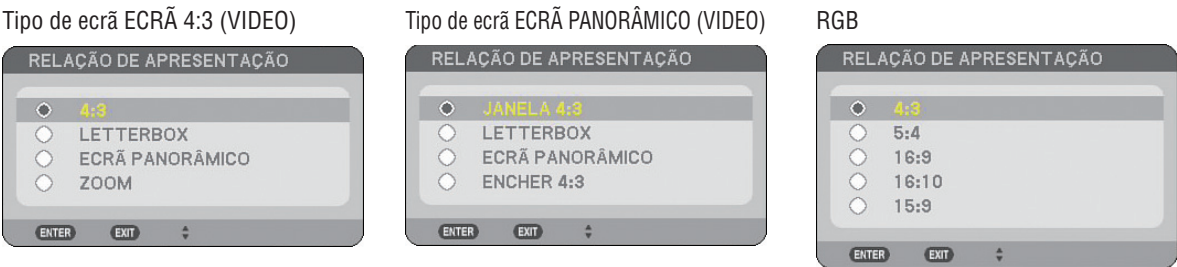 Tipo de ecrã ECRÃ 4:3 (VIDEO)
RELAÇÃO DE APRESENTAÇÃO
4:3
LETTERBOX
ECRÃ PANORÂMICO
ZOOM
ENTER EXIT
Tipo de ecrã ECRÃ PANORÂMICO (VIDEO)
RELAÇÃO DE APRESENTAÇÃO
JANELA 4:3
LETTERBOX
ECRÃ PANORÂMICO
ENCHER 4:3
ENTER EXIT
RGB
RELAÇÃO DE APRESENTAÇÃO
4:3
5:4
16:9
16:10
15:9
ENTER EXIT